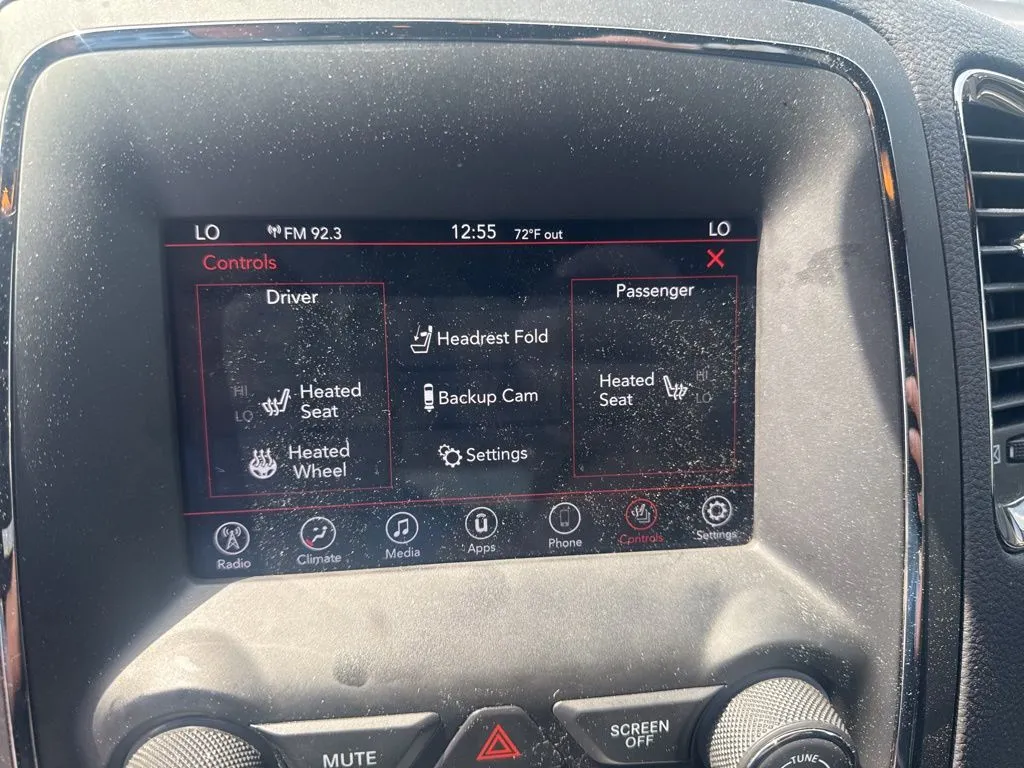 LO FM 92.3 12:55 72°F out LO
Controls
Driver
HI
LO
Heated
Seat
Heated
Wheel
Headrest Fold
Backup Cam
Settings
Passenger
Heated
Seat
HI
LO
Radio Climate Media Apps Phone Controls Settings
MUTE
SCREEN
OFF
TUNE